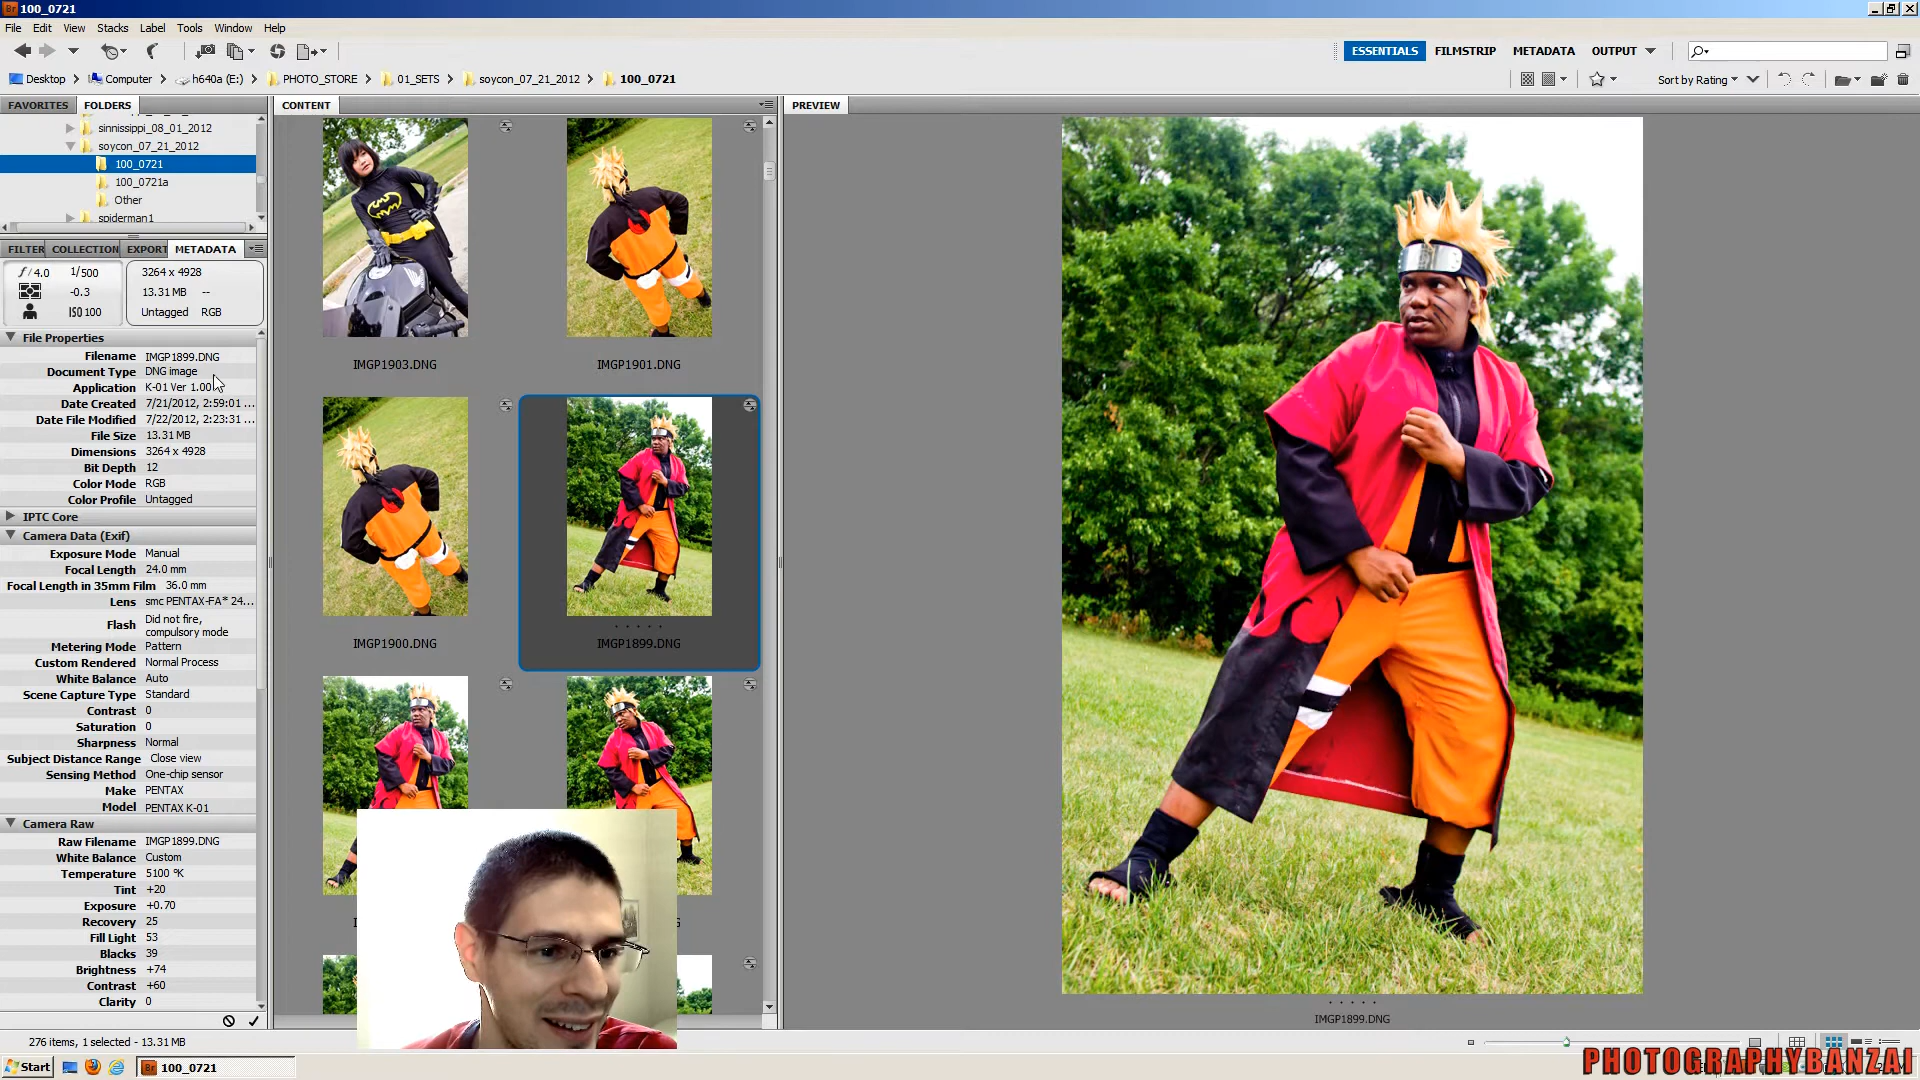 Br 100_0721
File Edit View Stacks Label Tools Window Help
ESSENTIALS FILMSTRIP METADATA OUTPUT
Desktop Computer h640a (E:) PHOTO_STORE 01_SETS soycon_07_21_2012 100_0721
Sort by Rating
FAVORITES FOLDERS
sinnissippi_08_01_2012
soycon_07_21_2012
100_0721
100_0721a
Other
spiderman1
FILTER COLLECTION EXPORT METADATA
f/4.0 1/500
-0.3
ISO 100
3264 x 4928
13.31 MB --
Untagged RGB
File Properties
Filename IMGP1899.DNG
Document Type DNG image
Application K-01 Ver 1.00
Date Created 7/21/2012, 2:59:01 ...
Date File Modified 7/22/2012, 2:23:31 ...
File Size 13.31 MB
Dimensions 3264 x 4928
Bit Depth 12
Color Mode RGB
Color Profile Untagged
IPTC Core
Camera Data (Exif)
Exposure Mode Manual
Focal Length 24.0 mm
Focal Length in 35mm Film 36.0 mm
Lens smc PENTAX-FA* 24...
Flash Did not fire,
compulsory mode
Metering Mode Pattern
Custom Rendered Normal Process
White Balance Auto
Scene Capture Type Standard
Contrast 0
Saturation 0
Sharpness Normal
Subject Distance Range Close view
Sensing Method One-chip sensor
Make PENTAX
Model PENTAX K-01
Camera Raw
Raw Filename IMGP1899.DNG
White Balance Custom
Temperature 5100 °K
Tint +20
Exposure +0.70
Recovery 25
Fill Light 53
Blacks 39
Brightness +74
Contrast +60
Clarity 0
CONTENT
IMGP1903.DNG
IMGP1901.DNG
IMGP1900.DNG
IMGP1899.DNG
PREVIEW
IMGP1899.DNG
276 items, 1 selected - 13.31 MB
Start
Br 100_0721
PHOTOGRAPHYBANZAI